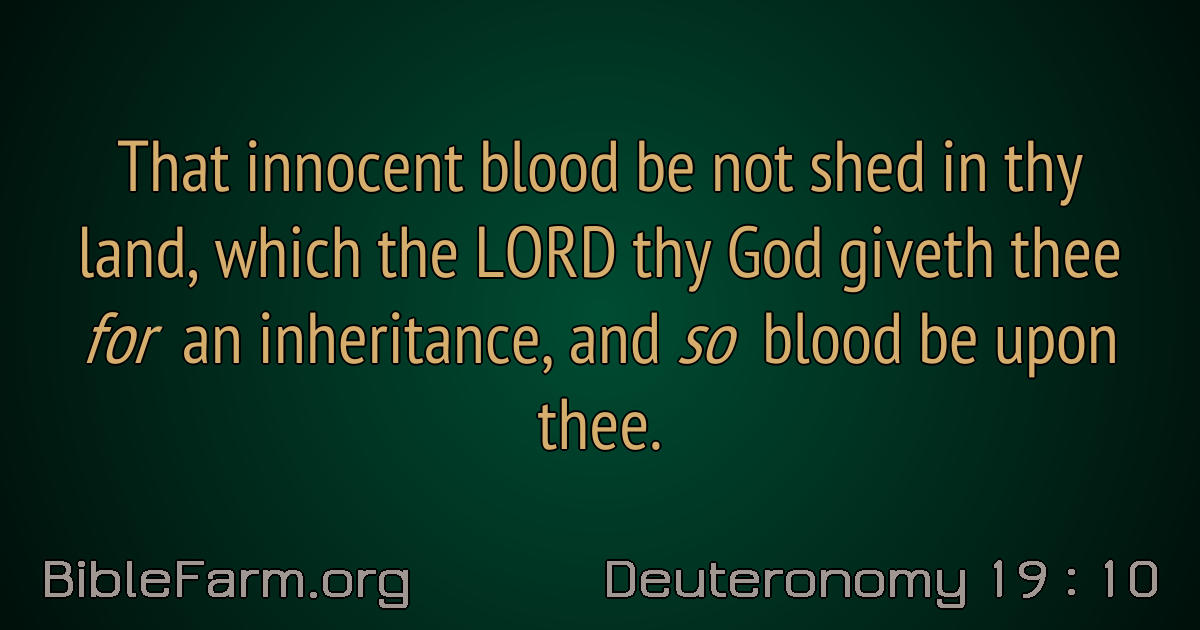 That innocent blood be not shed in thy
land, which the LORD thy God giveth thee
for an inheritance, and so blood be upon
thee.
BibleFarm.org
Deuteronomy 19 : 10